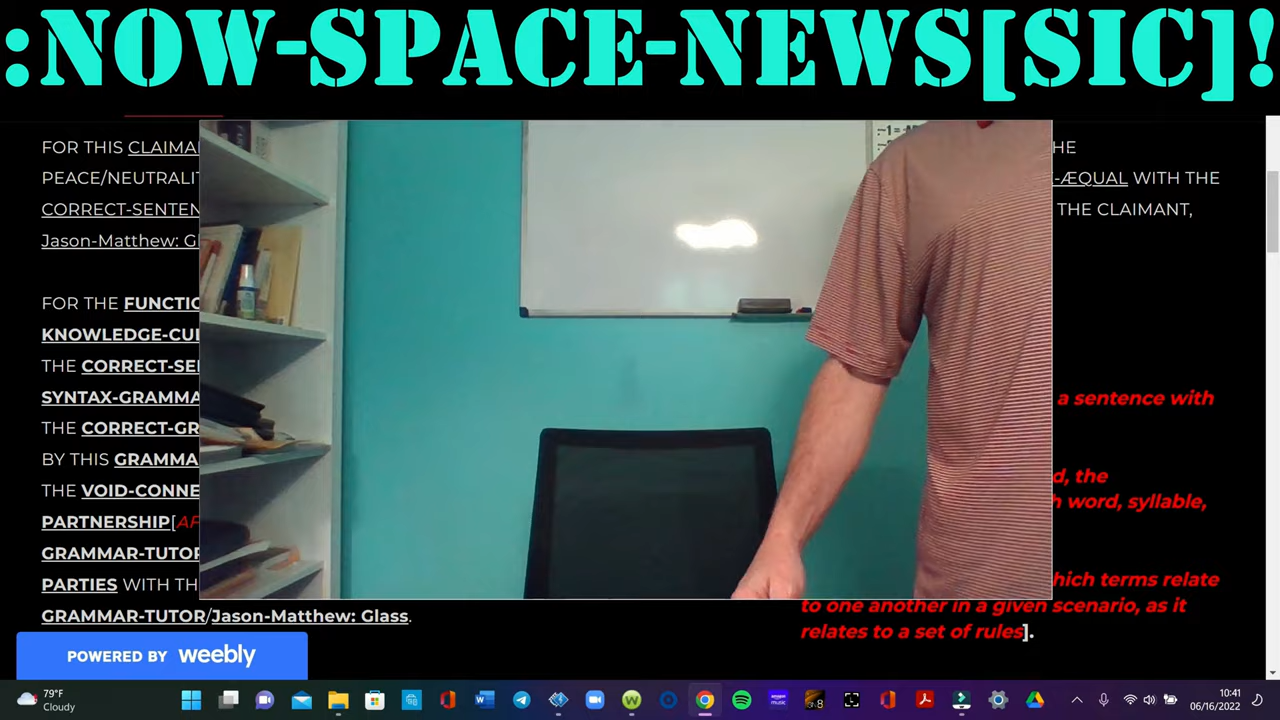 :NOW-SPACE-NEWS[SIC]!
FOR THIS
PEACE/NEUTRALIT
CORRECT-SENTEN
Jason-Matthew: Gl
HE
-ÆQUAL WITH THE
THE CLAIMANT,
FOR THE FUNCTIO
KNOWLEDGE-CU
THE CORRECT-SE
SYNTAX-GRAMMA
THE CORRECT-GR
BY THIS GRAMMA
THE VOID-CONNE
PARTNERSHIP[AF
GRAMMAR-TUTOR
PARTIES WITH TH
GRAMMAR-TUTOR/Jason-Matthew: Glass.
a sentence with
d, the
h word, syllable,
hich terms relate
to one another in a given scenario, as it
relates to a set of rules].
POWERED BY weebly
79°F
Cloudy
10:41
06/16/2022